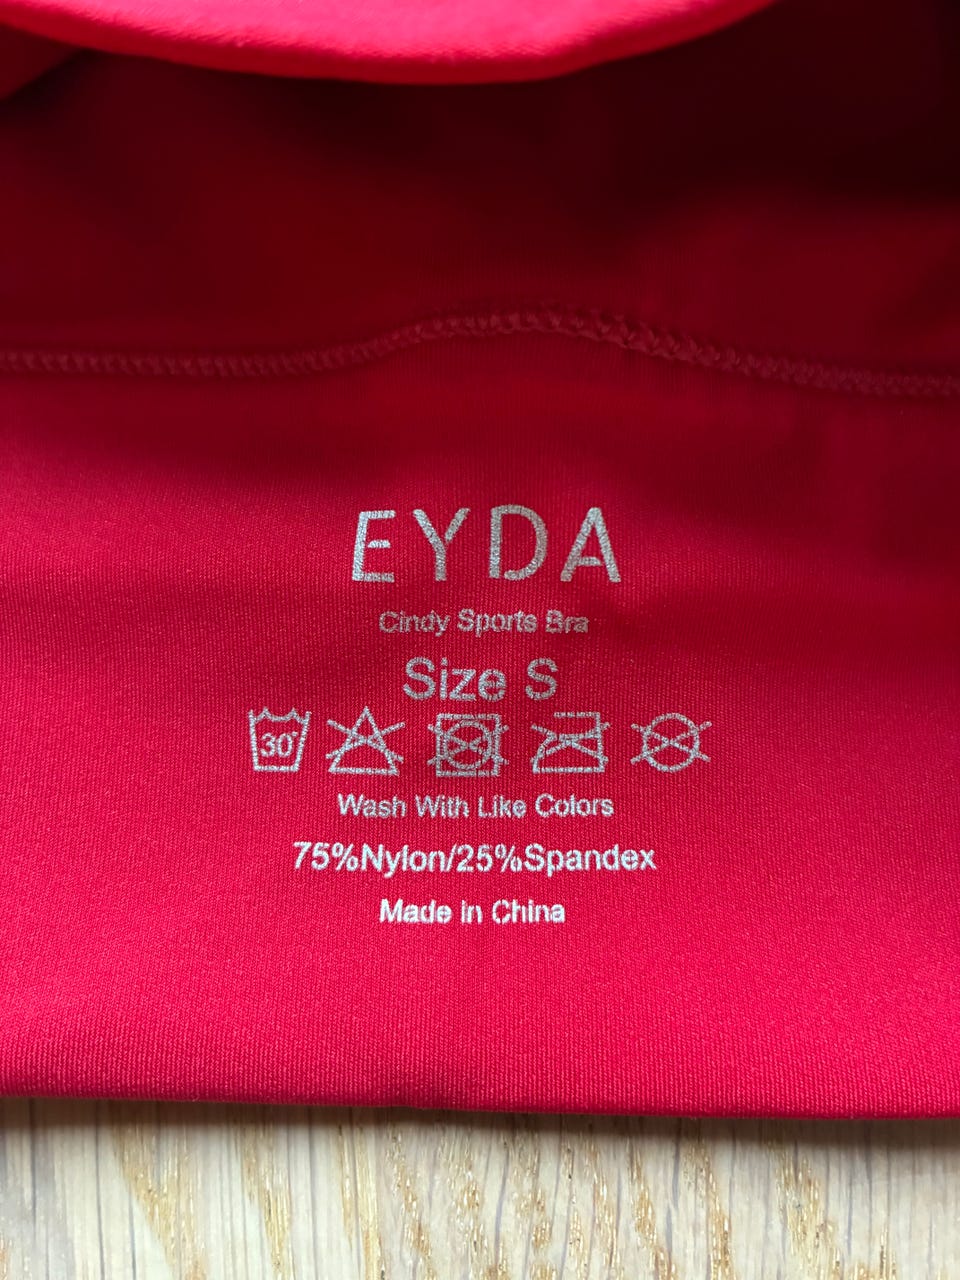 EYDA
Cindy Sports Bra
Size S
30°
Wash With Like Colors
75%Nylon/25%Spandex
Made in China